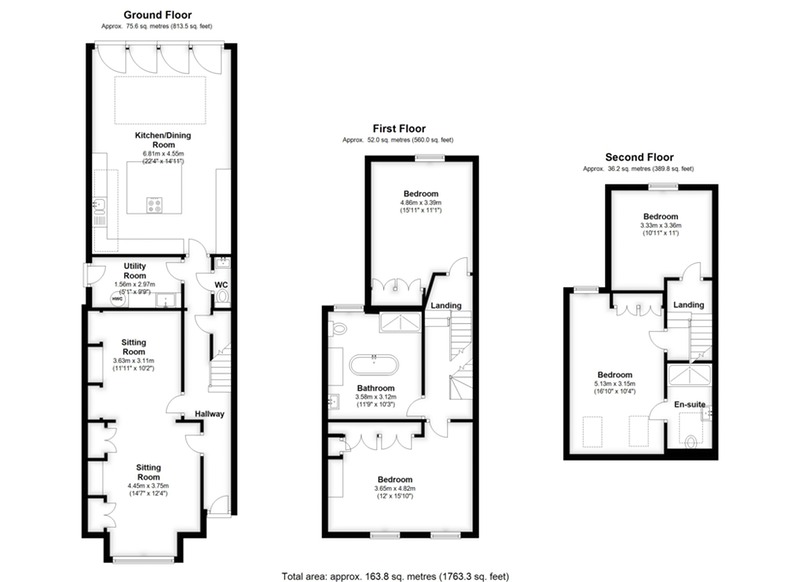 Ground Floor
Approx. 75.6 sq. metres (813.5 sq. feet)
Kitchen/Dining
Room
6.81m x 4.55m
(22'4" x 14'11")
Utility
Room
1.56m x 2.97m
(5'1" x 9'9")
HWC
WC
Sitting
Room
3.63m x 3.11m
(11'11" x 10'2")
Hallway
Sitting
Room
4.45m x 3.75m
(14'7" x 12'4")
First Floor
Approx. 52.0 sq. metres (560.0 sq. feet)
Bedroom
4.86m x 3.39m
(15'11" x 11'1")
Landing
Bathroom
3.58m x 3.12m
(11'9" x 10'3")
Bedroom
3.65m x 4.82m
(12' x 15'10")
Second Floor
Approx. 36.2 sq. metres (389.8 sq. feet)
Bedroom
3.33m x 3.36m
(10'11" x 11')
Landing
Bedroom
5.13m x 3.15m
(16'10" x 10'4")
En-suite
Total area: approx. 163.8 sq. metres (1763.3 sq. feet)